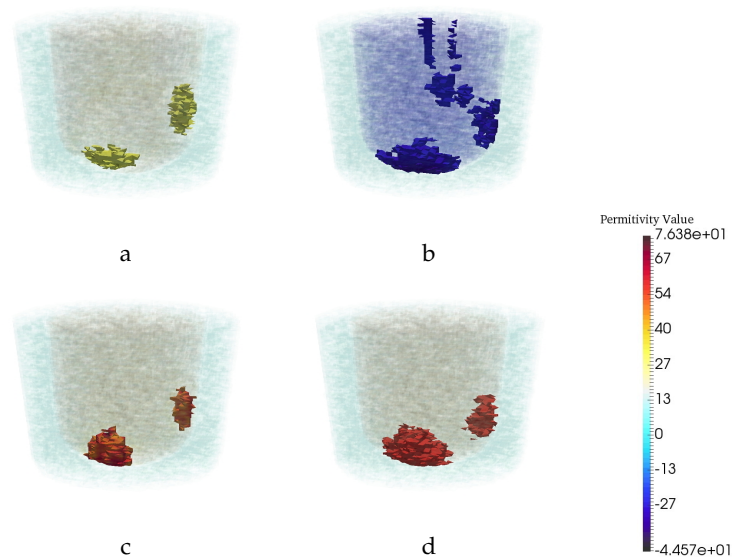 a
b
Permitivity Value
7.638e+01
67
54
40
27
13
0
-13
-27
-4.457e+01
c
d